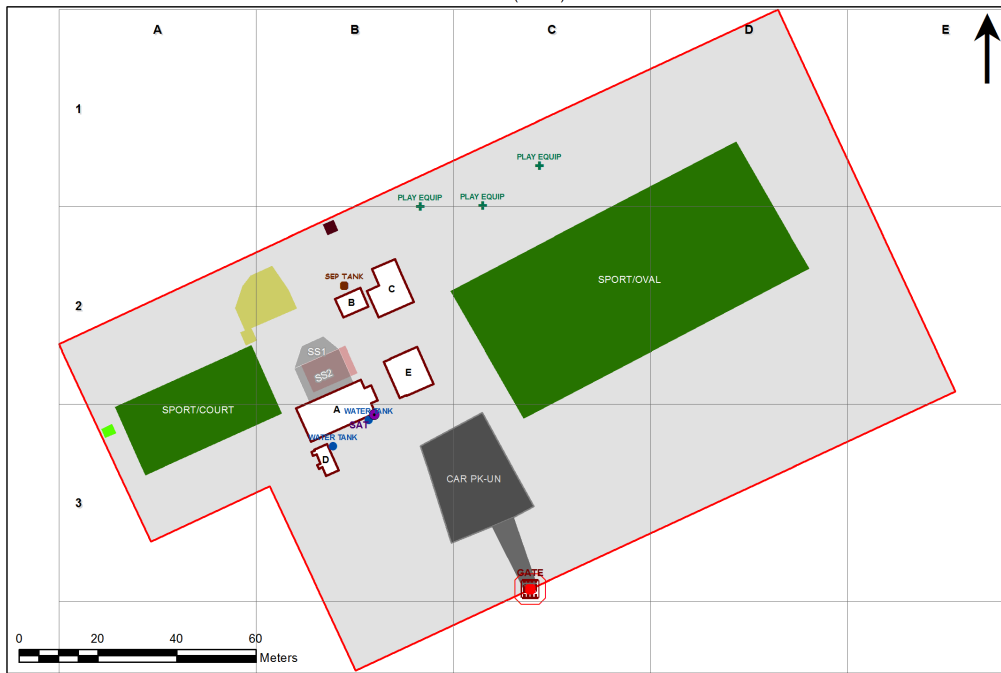 A B C D E
1
PLAY EQUIP
PLAY EQUIP
PLAY EQUIP
2
SEP TANK
B
C
SPORT/OVAL
SS1
SS2
E
SPORT/COURT
A
WATER TANK
SAT
WATER TANK
D
CAR PK-UN
3
GATE
0 20 40 60
Meters